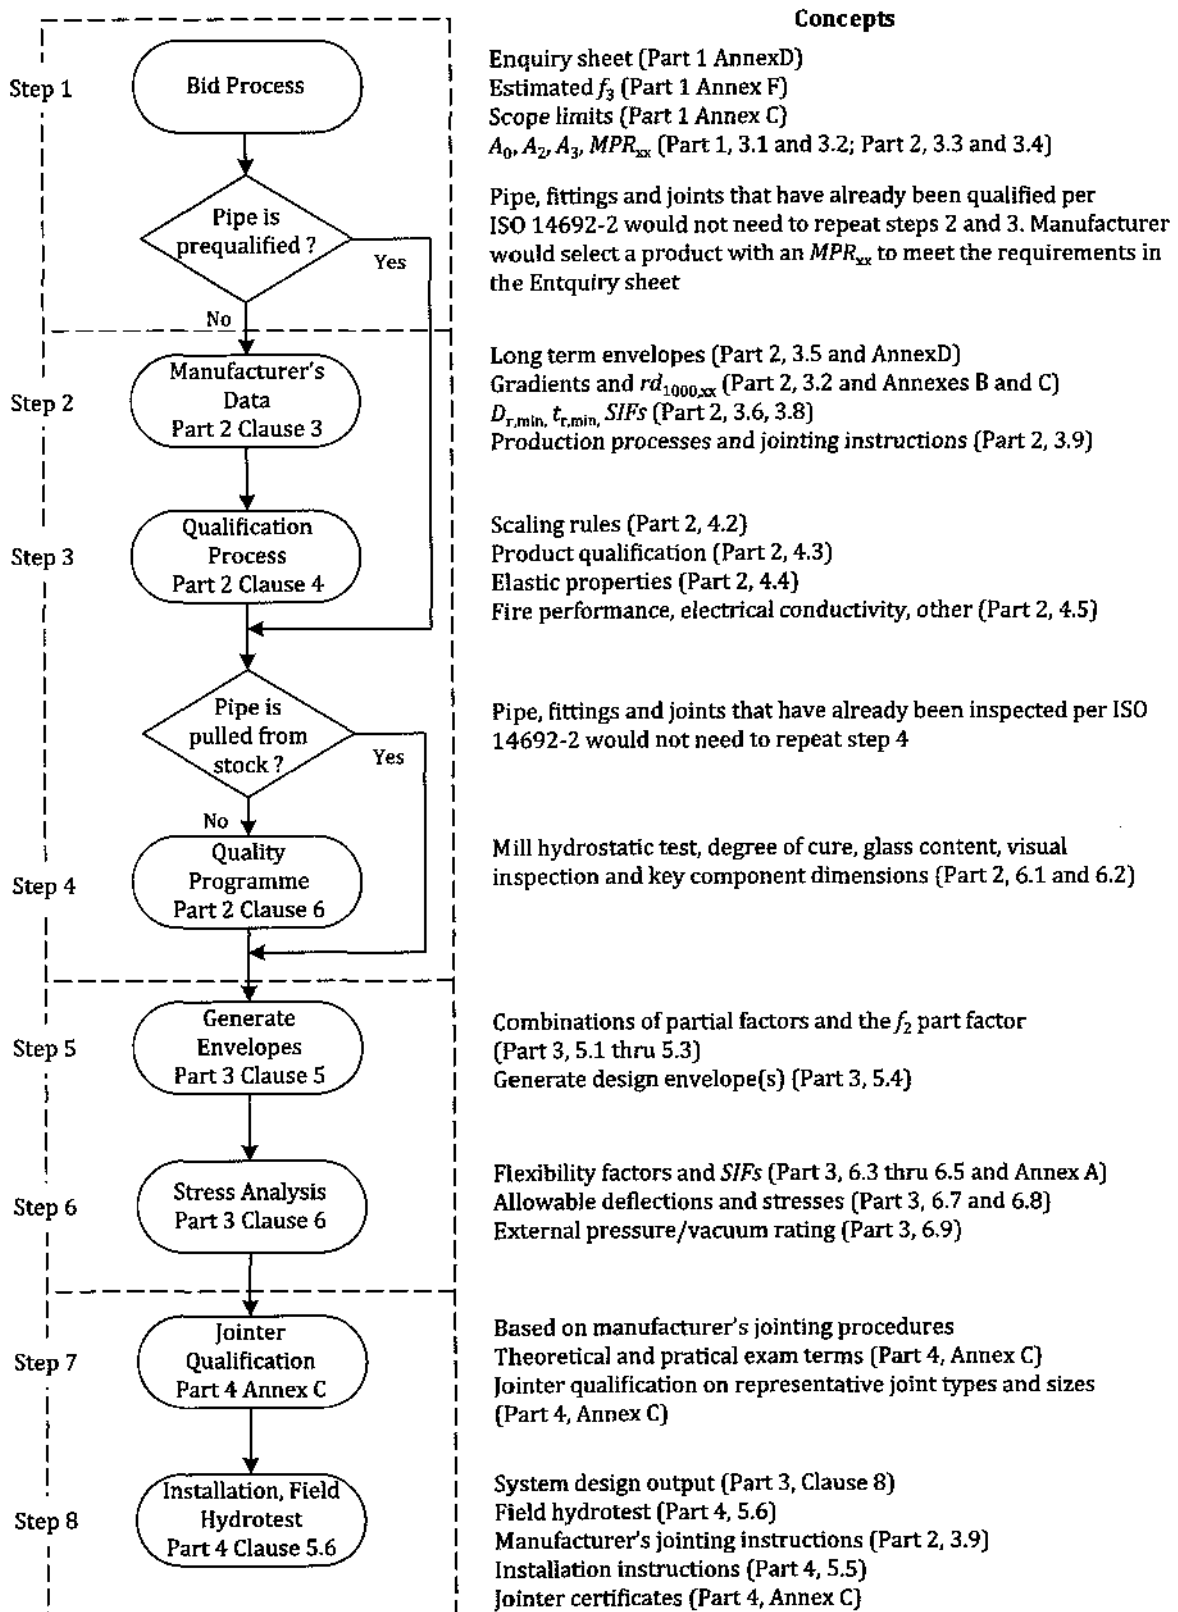 Concepts
Step 1
Bid Process
Enquiry sheet (Part 1 AnnexD)
Estimated f3 (Part 1 Annex F)
Scope limits (Part 1 Annex C)
A0, A2, A3, MPRxx (Part 1, 3.1 and 3.2; Part 2, 3.3 and 3.4)
Pipe is
prequalified ?
Yes
No
Pipe, fittings and joints that have already been qualified per
ISO 14692-2 would not need to repeat steps 2 and 3. Manufacturer
would select a product with an MPRxx to meet the requirements in
the Entquiry sheet
Step 2
Manufacturer's
Data
Part 2 Clause 3
Long term envelopes (Part 2, 3.5 and AnnexD)
Gradients and rd1000,xx (Part 2, 3.2 and Annexes B and C)
Dr,min, tr,min, SIFs (Part 2, 3.6, 3.8)
Production processes and jointing instructions (Part 2, 3.9)
Step 3
Qualification
Process
Part 2 Clause 4
Scaling rules (Part 2, 4.2)
Product qualification (Part 2, 4.3)
Elastic properties (Part 2, 4.4)
Fire performance, electrical conductivity, other (Part 2, 4.5)
Pipe is
pulled from
stock ?
Yes
No
Pipe, fittings and joints that have already been inspected per ISO
14692-2 would not need to repeat step 4
Step 4
Quality
Programme
Part 2 Clause 6
Mill hydrostatic test, degree of cure, glass content, visual
inspection and key component dimensions (Part 2, 6.1 and 6.2)
Step 5
Generate
Envelopes
Part 3 Clause 5
Combinations of partial factors and the f2 part factor
(Part 3, 5.1 thru 5.3)
Generate design envelope(s) (Part 3, 5.4)
Step 6
Stress Analysis
Part 3 Clause 6
Flexibility factors and SIFs (Part 3, 6.3 thru 6.5 and Annex A)
Allowable deflections and stresses (Part 3, 6.7 and 6.8)
External pressure/vacuum rating (Part 3, 6.9)
Step 7
Jointer
Qualification
Part 4 Annex C
Based on manufacturer's jointing procedures
Theoretical and pratical exam terms (Part 4, Annex C)
Jointer qualification on representative joint types and sizes
(Part 4, Annex C)
Step 8
Installation, Field
Hydrotest
Part 4 Clause 5.6
System design output (Part 3, Clause 8)
Field hydrotest (Part 4, 5.6)
Manufacturer's jointing instructions (Part 2, 3.9)
Installation instructions (Part 4, 5.5)
Jointer certificates (Part 4, Annex C)